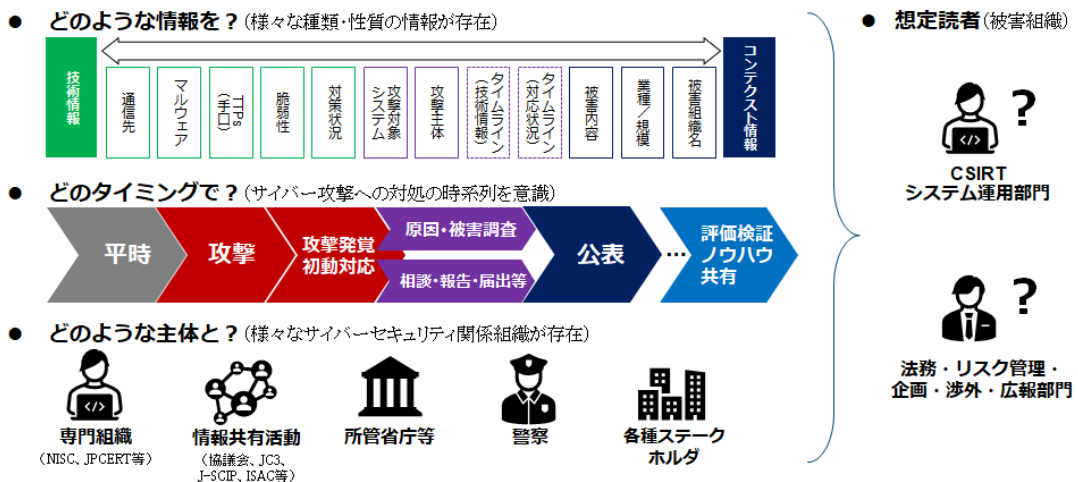 ● どのような情報を？(様々な種類・性質の情報が存在)
技術情報
通信先
マルウェア
TTPs
(手口)
脆弱性
対策状況
攻撃対象
システム
攻撃主体
タイムライン
(技術情報)
タイムライン
(対応状況)
被害内容
業種／規模
被害組織名
コンテクスト情報
● どのタイミングで？(サイバー攻撃への対処の時系列を意識)
平時
攻撃
攻撃発覚
初動対応
原因・被害調査
相談・報告・届出等
公表
…
評価検証
ノウハウ
共有
● どのような主体と？(様々なサイバーセキュリティ関係組織が存在)
</>
専門組織
(NISC、JPCERT等)
情報共有活動
(協議会、JC3、
J-SCIP、ISAC等)
所管省庁等
警察
各種ステーク
ホルダ
● 想定読者(被害組織)
</>
?
CSIRT
システム運用部門
?
法務・リスク管理・
企画・渉外・広報部門